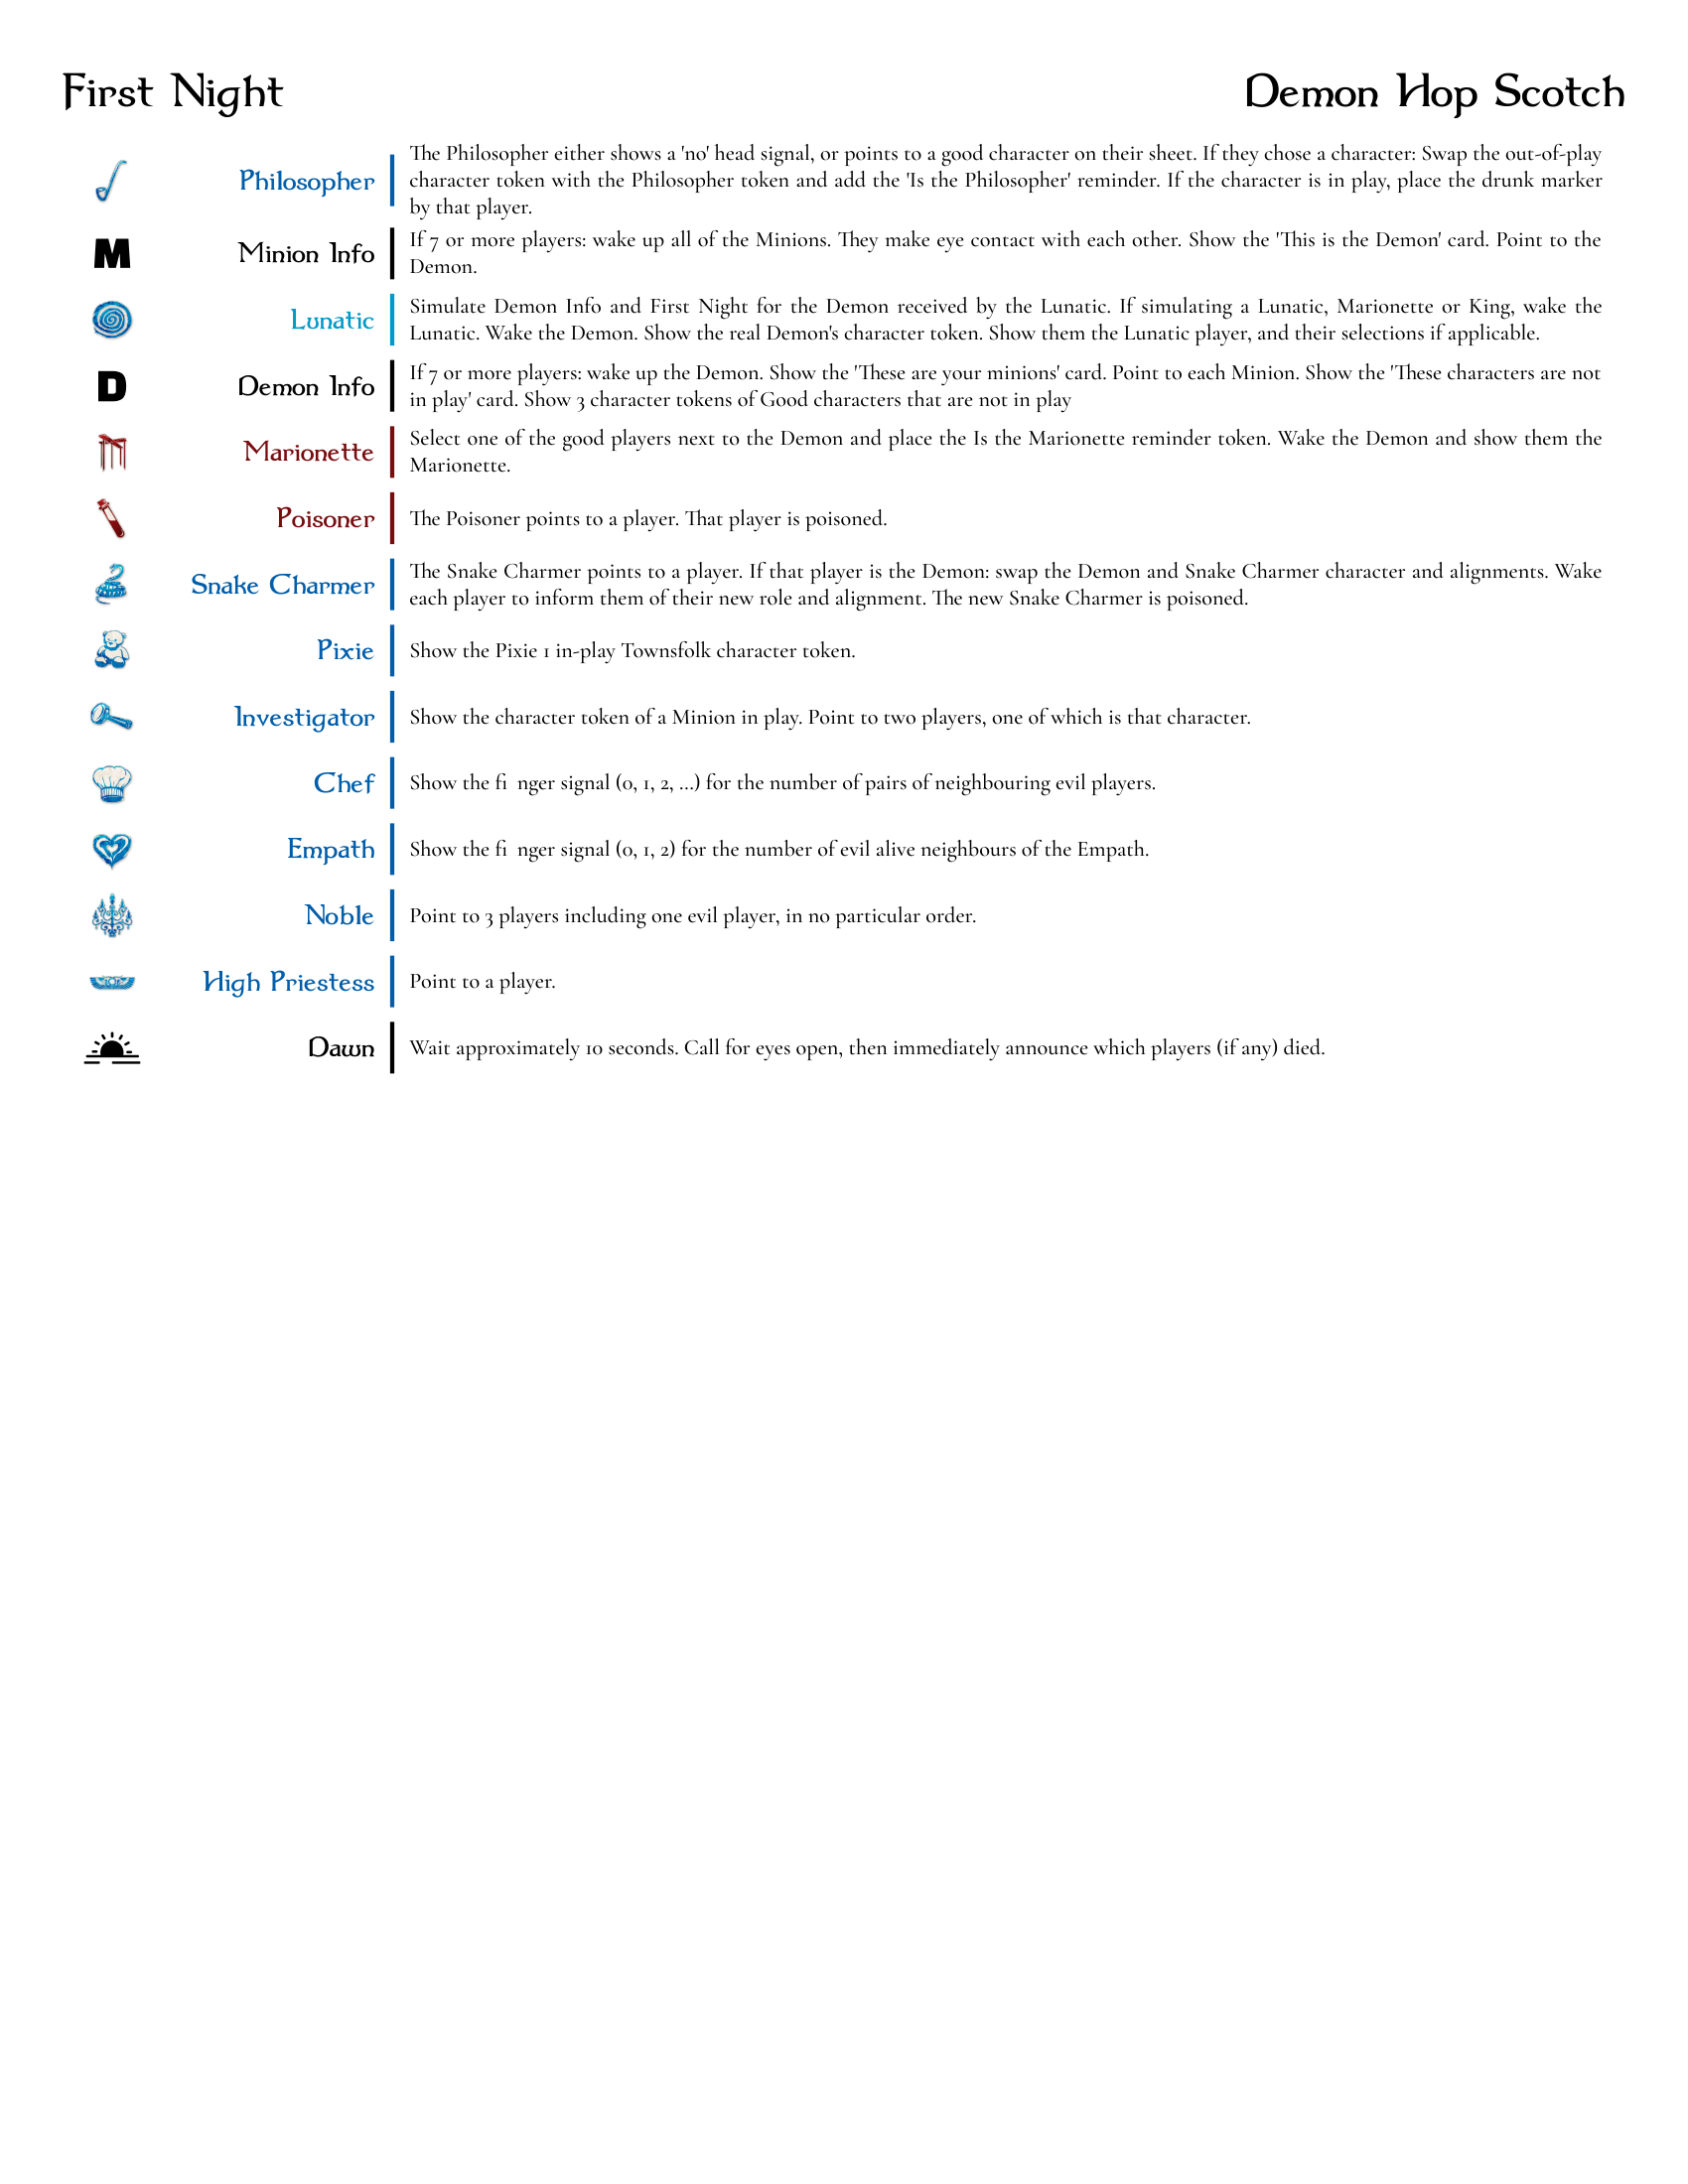 First Night
Demon Hop Scotch
Philosopher
The Philosopher either shows a 'no' head signal, or points to a good character on their sheet. If they chose a character: Swap the out-of-play
character token with the Philosopher token and add the 'Is the Philosopher' reminder. If the character is in play, place the drunk marker
by that player.
M
Minion Info
If 7 or more players: wake up all of the Minions. They make eye contact with each other. Show the 'This is the Demon' card. Point to the
Demon.
Lunatic
Simulate Demon Info and First Night for the Demon received by the Lunatic. If simulating a Lunatic, Marionette or King, wake the
Lunatic. Wake the Demon. Show the real Demon's character token. Show them the Lunatic player, and their selections if applicable.
D
Demon Info
If 7 or more players: wake up the Demon. Show the 'These are your minions' card. Point to each Minion. Show the 'These characters are not
in play' card. Show 3 character tokens of Good characters that are not in play
Marionette
Select one of the good players next to the Demon and place the Is the Marionette reminder token. Wake the Demon and show them the
Marionette.
Poisoner
The Poisoner points to a player. That player is poisoned.
Snake Charmer
The Snake Charmer points to a player. If that player is the Demon: swap the Demon and Snake Charmer character and alignments. Wake
each player to inform them of their new role and alignment. The new Snake Charmer is poisoned.
Pixie
Show the Pixie 1 in-play Townsfolk character token.
Investigator
Show the character token of a Minion in play. Point to two players, one of which is that character.
Chef
Show the fi nger signal (0, 1, 2, ...) for the number of pairs of neighbouring evil players.
Empath
Show the fi nger signal (0, 1, 2) for the number of evil alive neighbours of the Empath.
Noble
Point to 3 players including one evil player, in no particular order.
High Priestess
Point to a player.
Dawn
Wait approximately 10 seconds. Call for eyes open, then immediately announce which players (if any) died.